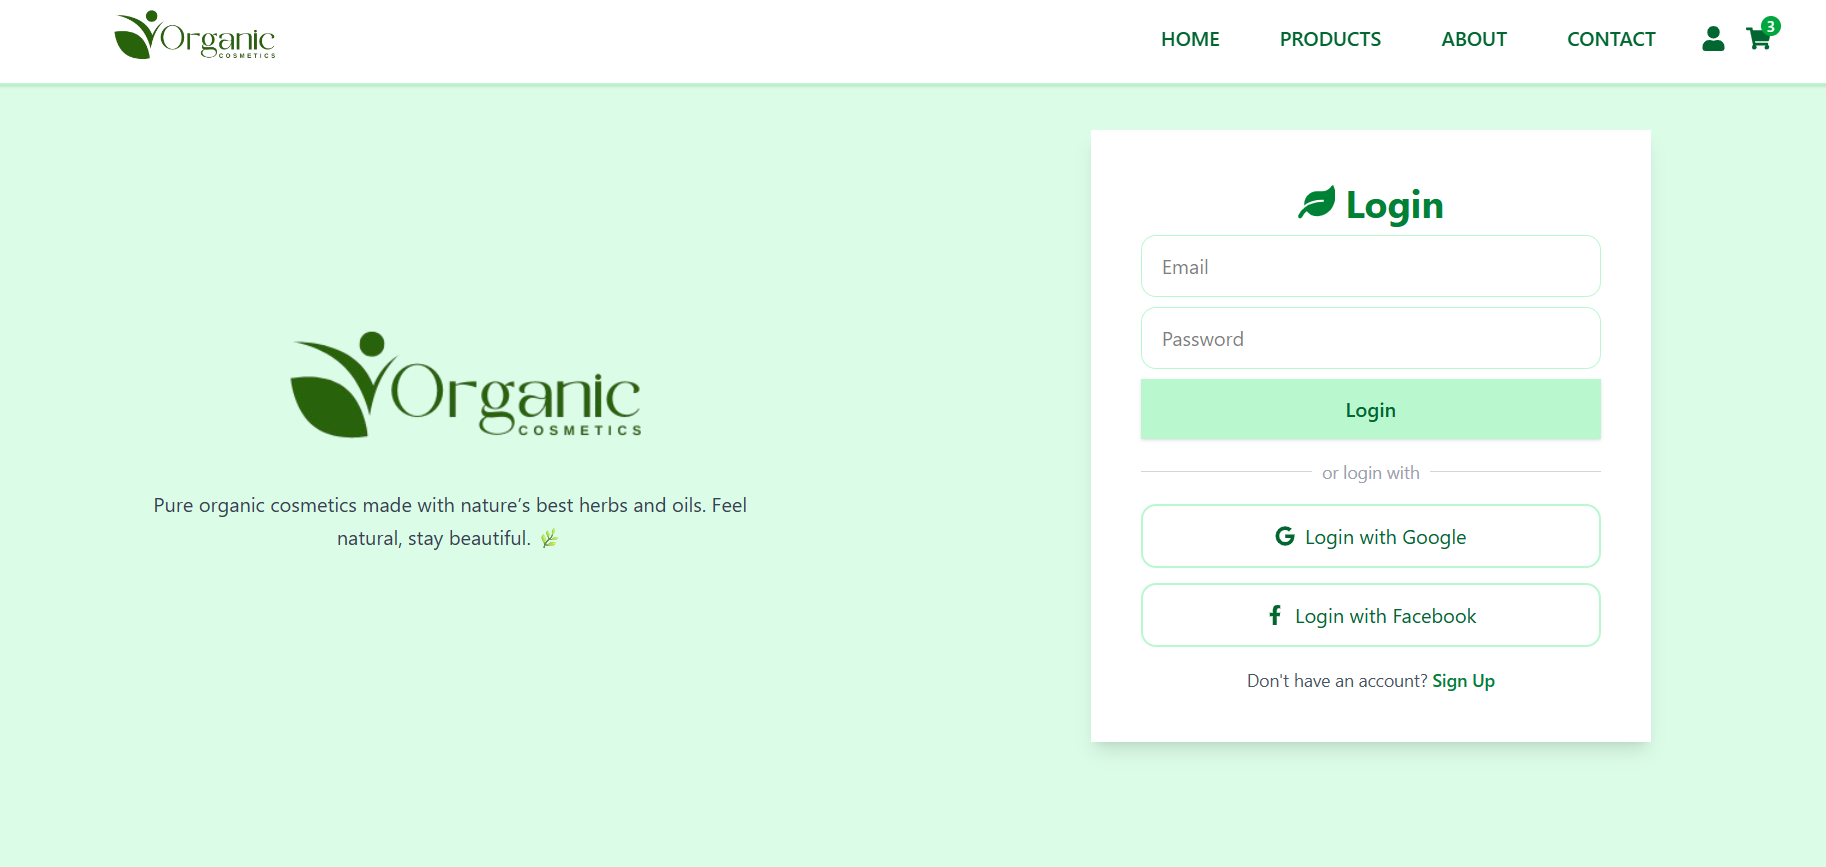 Organic
COSMETICS
HOME PRODUCTS ABOUT CONTACT 3
Organic
COSMETICS
Pure organic cosmetics made with nature’s best herbs and oils. Feel
natural, stay beautiful. 🌿
Login
Email
Password
Login
or login with
G Login with Google
f Login with Facebook
Don't have an account? Sign Up